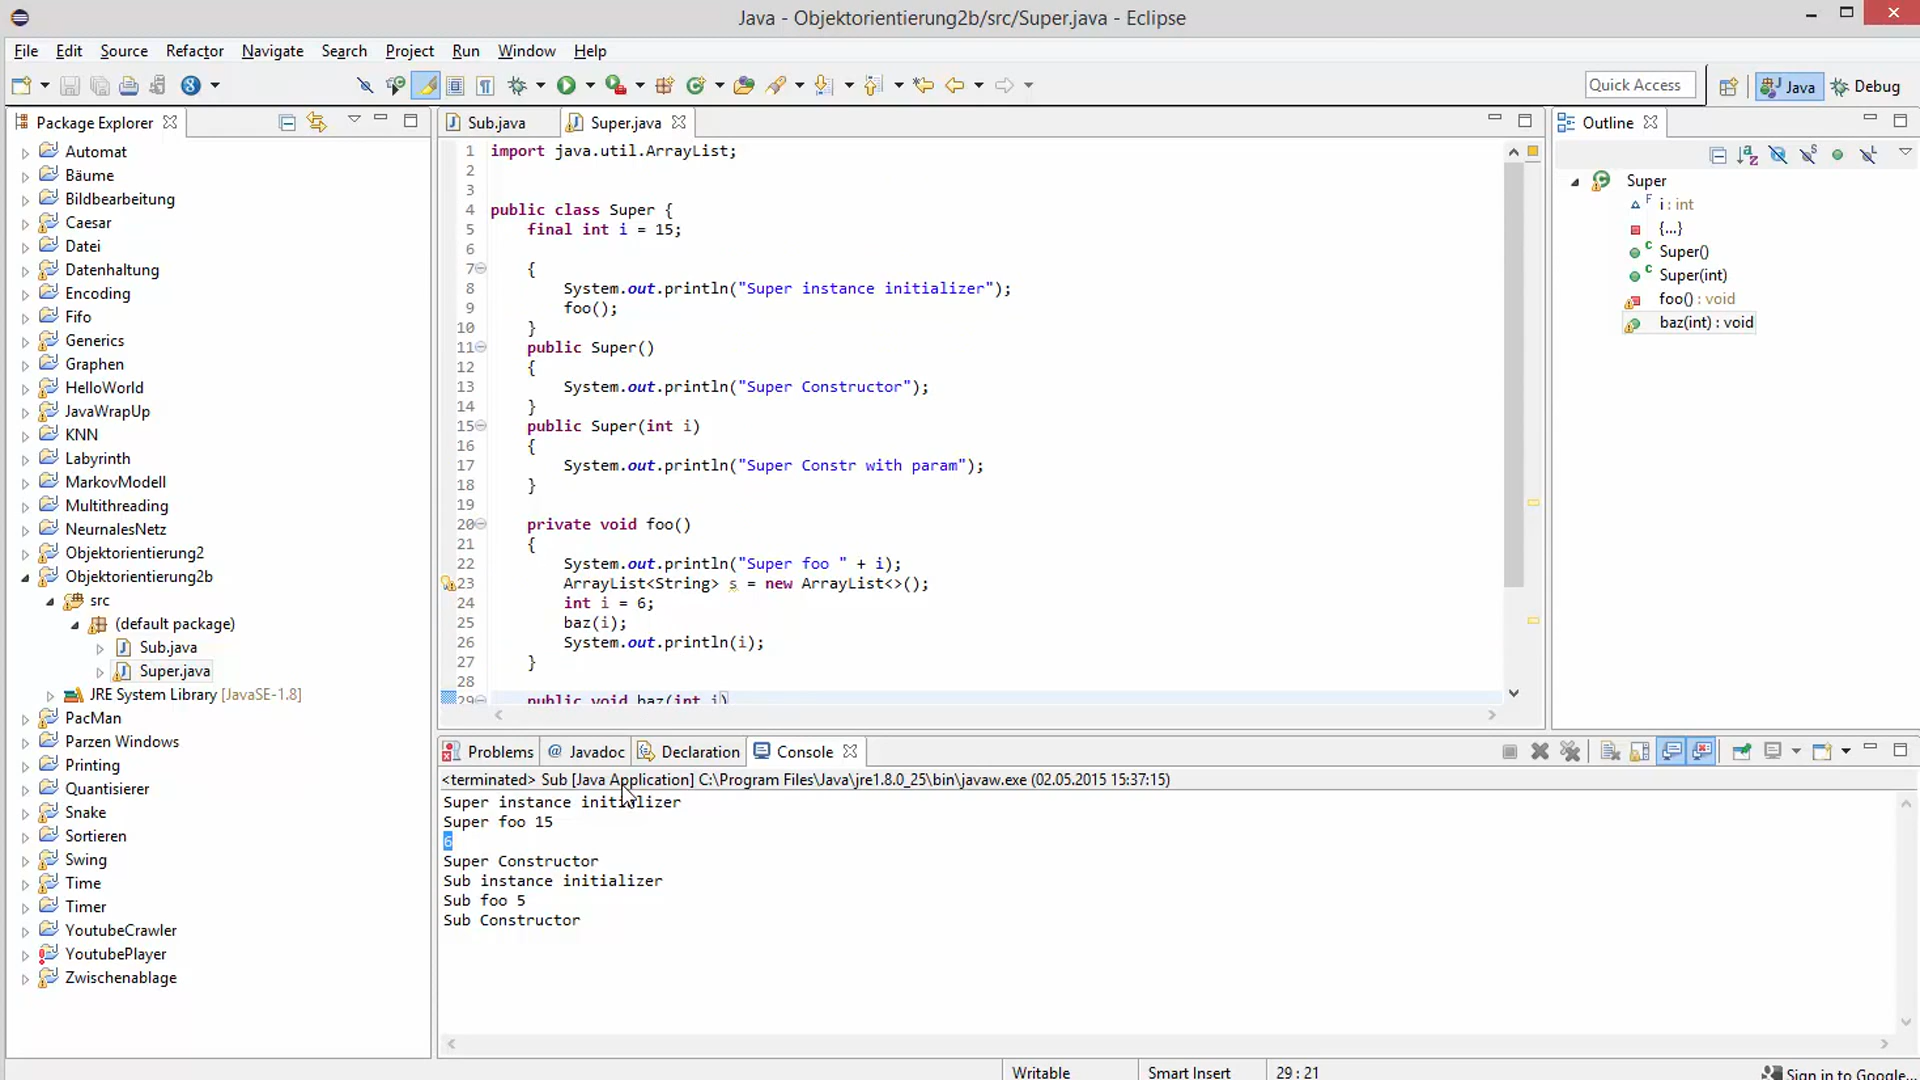 Java - Objektorientierung2b/src/Super.java - Eclipse
File Edit Source Refactor Navigate Search Project Run Window Help
Quick Access Java Debug
Package Explorer
Automat
Bäume
Bildbearbeitung
Caesar
Datei
Datenhaltung
Encoding
Fifo
Generics
Graphen
HelloWorld
JavaWrapUp
KNN
Labyrinth
MarkovModell
Multithreading
NeurnalesNetz
Objektorientierung2
Objektorientierung2b
src
(default package)
Sub.java
Super.java
JRE System Library [JavaSE-1.8]
PacMan
Parzen Windows
Printing
Quantisierer
Snake
Sortieren
Swing
Time
Timer
YoutubeCrawler
YoutubePlayer
Zwischenablage
Sub.java Super.java
1 import java.util.ArrayList;
2
3
4 public class Super {
5 final int i = 15;
6
7 {
8 System.out.println("Super instance initializer");
9 foo();
10 }
11 public Super()
12 {
13 System.out.println("Super Constructor");
14 }
15 public Super(int i)
16 {
17 System.out.println("Super Constr with param");
18 }
19
20 private void foo()
21 {
22 System.out.println("Super foo " + i);
23 ArrayList<String> s = new ArrayList<>();
24 int i = 6;
25 baz(i);
26 System.out.println(i);
27 }
28
29 public void baz(int i)
Outline
Super
i : int
{...}
Super()
Super(int)
foo() : void
baz(int) : void
Problems @ Javadoc Declaration Console
<terminated> Sub [Java Application] C:\Program Files\Java\jre1.8.0_25\bin\javaw.exe (02.05.2015 15:37:15)
Super instance initializer
Super foo 15
6
Super Constructor
Sub instance initializer
Sub foo 5
Sub Constructor
Writable Smart Insert 29 : 21 Sign in to Google...